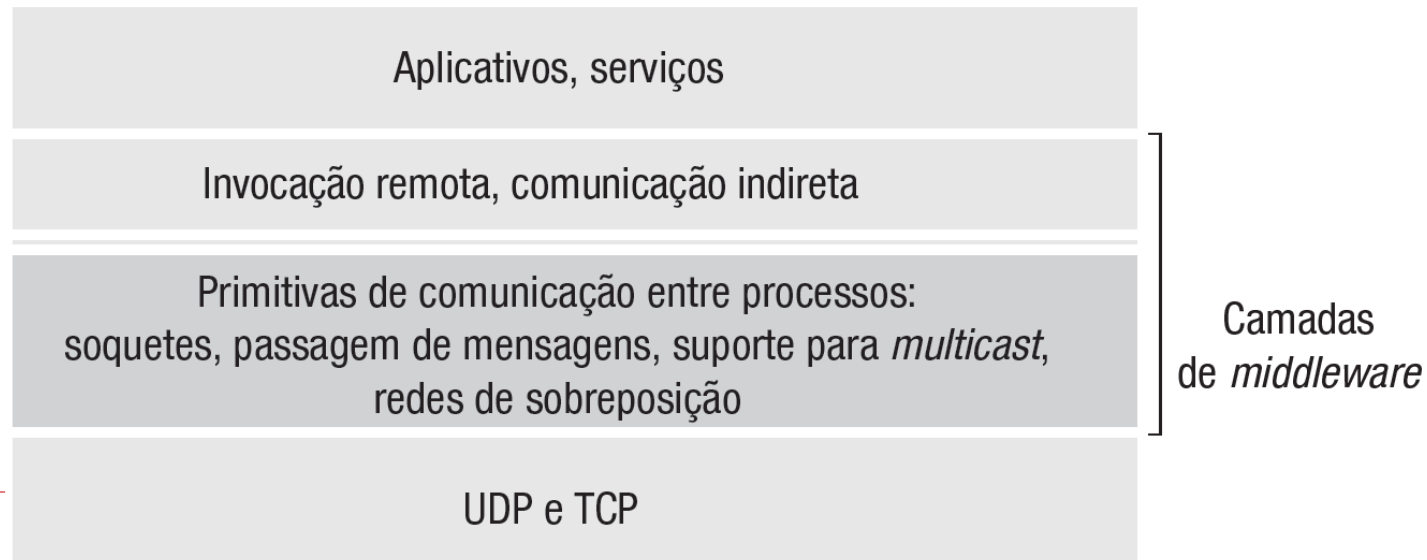 Aplicativos, serviços
Invocação remota, comunicação indireta
Primitivas de comunicação entre processos:
soquetes, passagem de mensagens, suporte para multicast,
redes de sobreposição
Camadas
de middleware
UDP e TCP